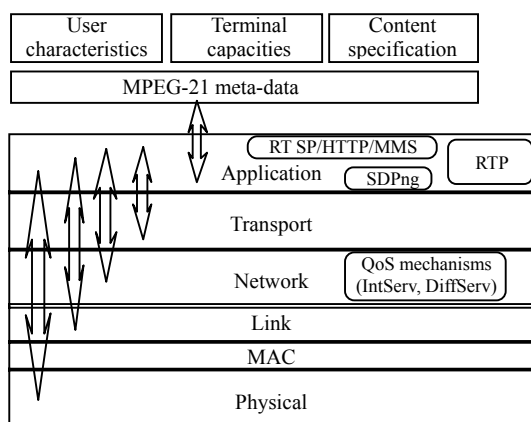 User
characteristics
Terminal
capacities
Content
specification
MPEG-21 meta-data
RT SP/HTTP/MMS
RTP
Application
SDPng
Transport
QoS mechanisms
Network
(IntServ, DiffServ)
Link
MAC
Physical